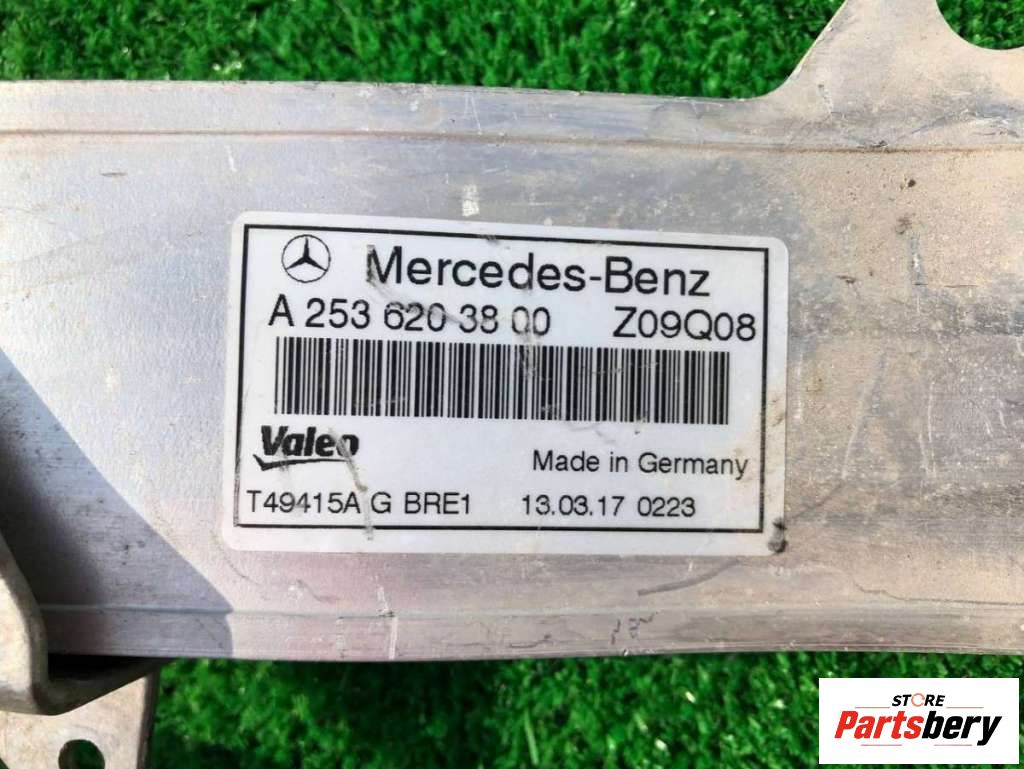 Mercedes-Benz
A 253 620 38 00 Z09Q08
Valeo
Made in Germany
T49415A G BRE1 13.03.17 0223
STORE
Partsbery